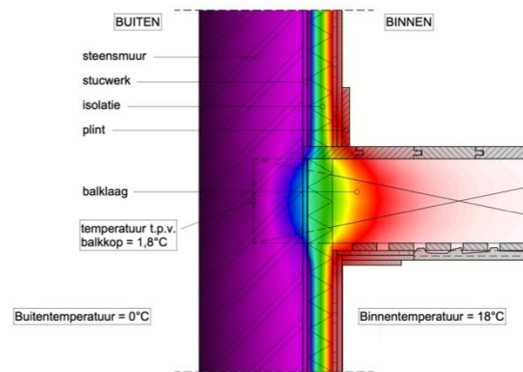 BUITEN
BINNEN
steensmuur
stucwerk
isolatie
plint
balklaag
temperatuur t.p.v.
balkkop = 1,8°C
Buitentemperatuur = 0°C
Binnentemperatuur = 18°C